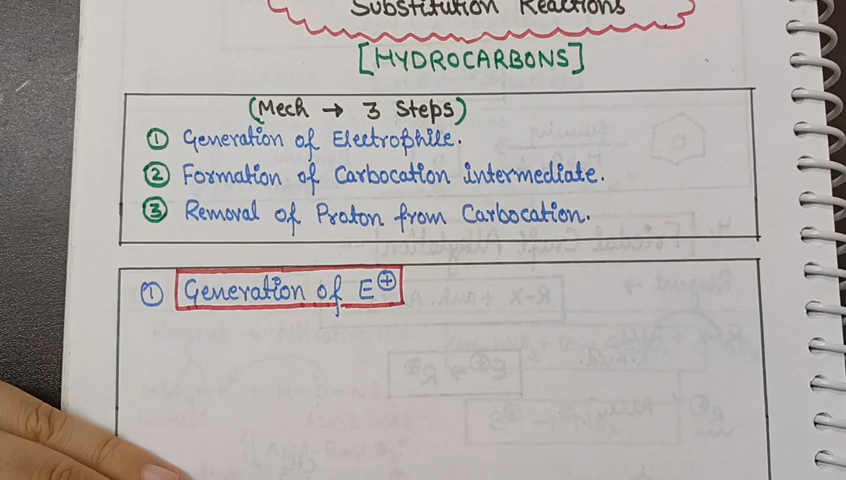 Substitution Reactions
[HYDROCARBONS]
(Mech → 3 Steps)
① Generation of Electrophile.
② Formation of Carbocation intermediate.
③ Removal of Proton from Carbocation.
① Generation of E⊕